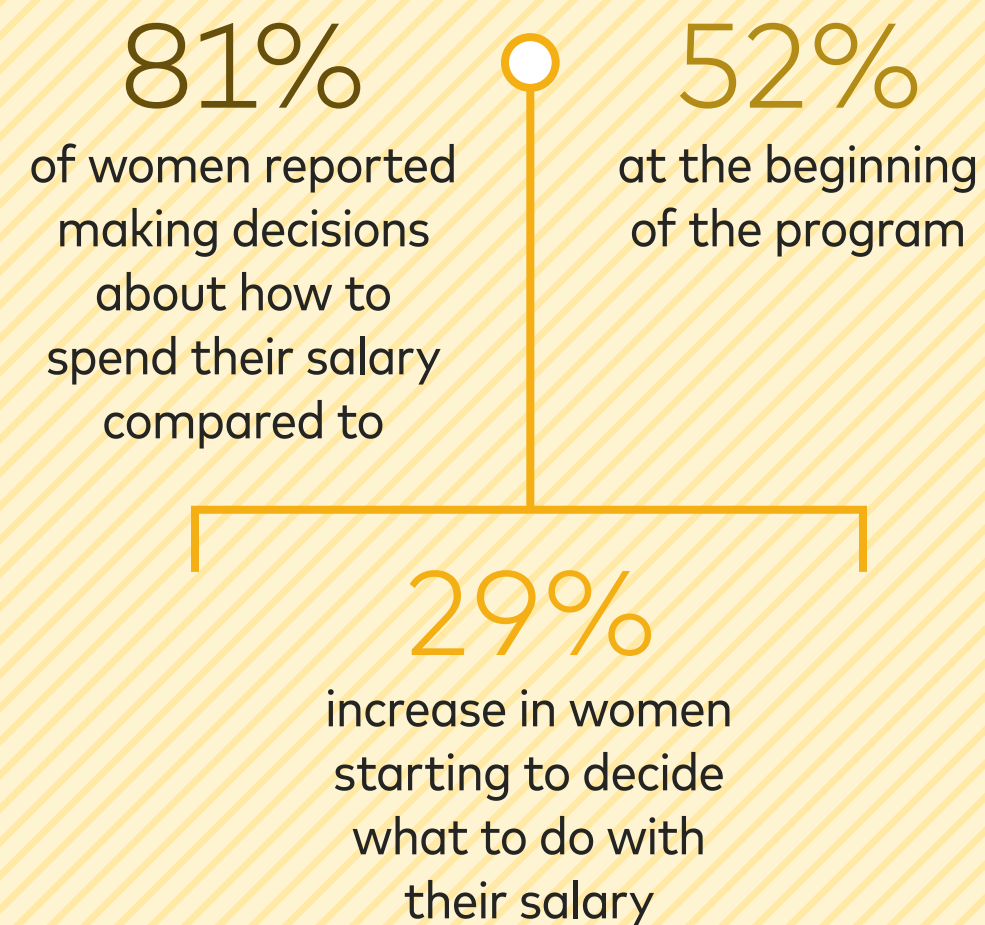 81%
of women reported
making decisions
about how to
spend their salary
compared to
52%
at the beginning
of the program
29%
increase in women
starting to decide
what to do with
their salary